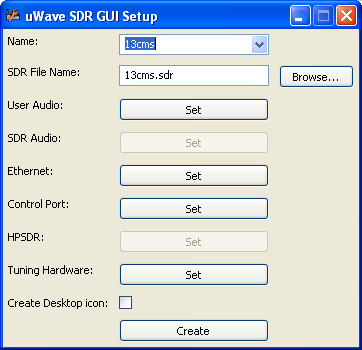 uWave SDR GUI Setup
Name: 13cms
SDR File Name: 13cms.sdr Browse...
User Audio: Set
SDR Audio: Set
Ethernet: Set
Control Port: Set
HPSDR: Set
Tuning Hardware: Set
Create Desktop icon:
Create